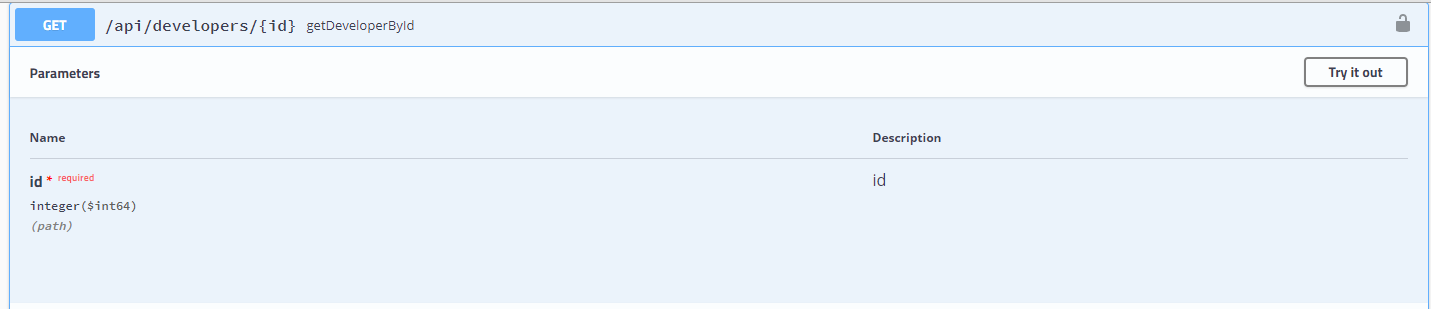 GET /api/developers/{id} getDeveloperById
Parameters Try it out
Name Description
id * required id
integer($int64)
(path)